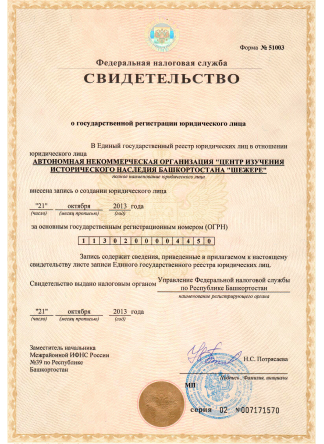 Форма № 51003
Федеральная налоговая служба
СВИДЕТЕЛЬСТВО
о государственной регистрации юридического лица
В Единый государственный реестр юридических лиц в отношении
юридического лица
АВТОНОМНАЯ НЕКОММЕРЧЕСКАЯ ОРГАНИЗАЦИЯ "ЦЕНТР ИЗУЧЕНИЯ
ИСТОРИЧЕСКОГО НАСЛЕДИЯ БАШКОРТОСТАНА "ШЕЖЕРЕ"
полное наименование юридического лица
внесена запись о создании юридического лица
"21" октября 2013 года
(число) (месяц прописью) (год)
за основным государственным регистрационным номером (ОГРН)
1 1 3 0 2 0 0 0 0 4 4 5 0
Запись содержит сведения, приведенные в прилагаемом к настоящему
свидетельству листе записи Единого государственного реестра юридических лиц.
Свидетельство выдано налоговым органом Управление Федеральной налоговой службы
по Республике Башкортостан
наименование регистрирующего органа
"21" октября 2013 года
(число) (месяц прописью) (год)
Заместитель начальника
Межрайонной ИФНС России
№39 по Республике
Башкортостан
Н.С. Потрасаева
Подпись, Фамилия, инициалы
МП
серия 02 №007171570